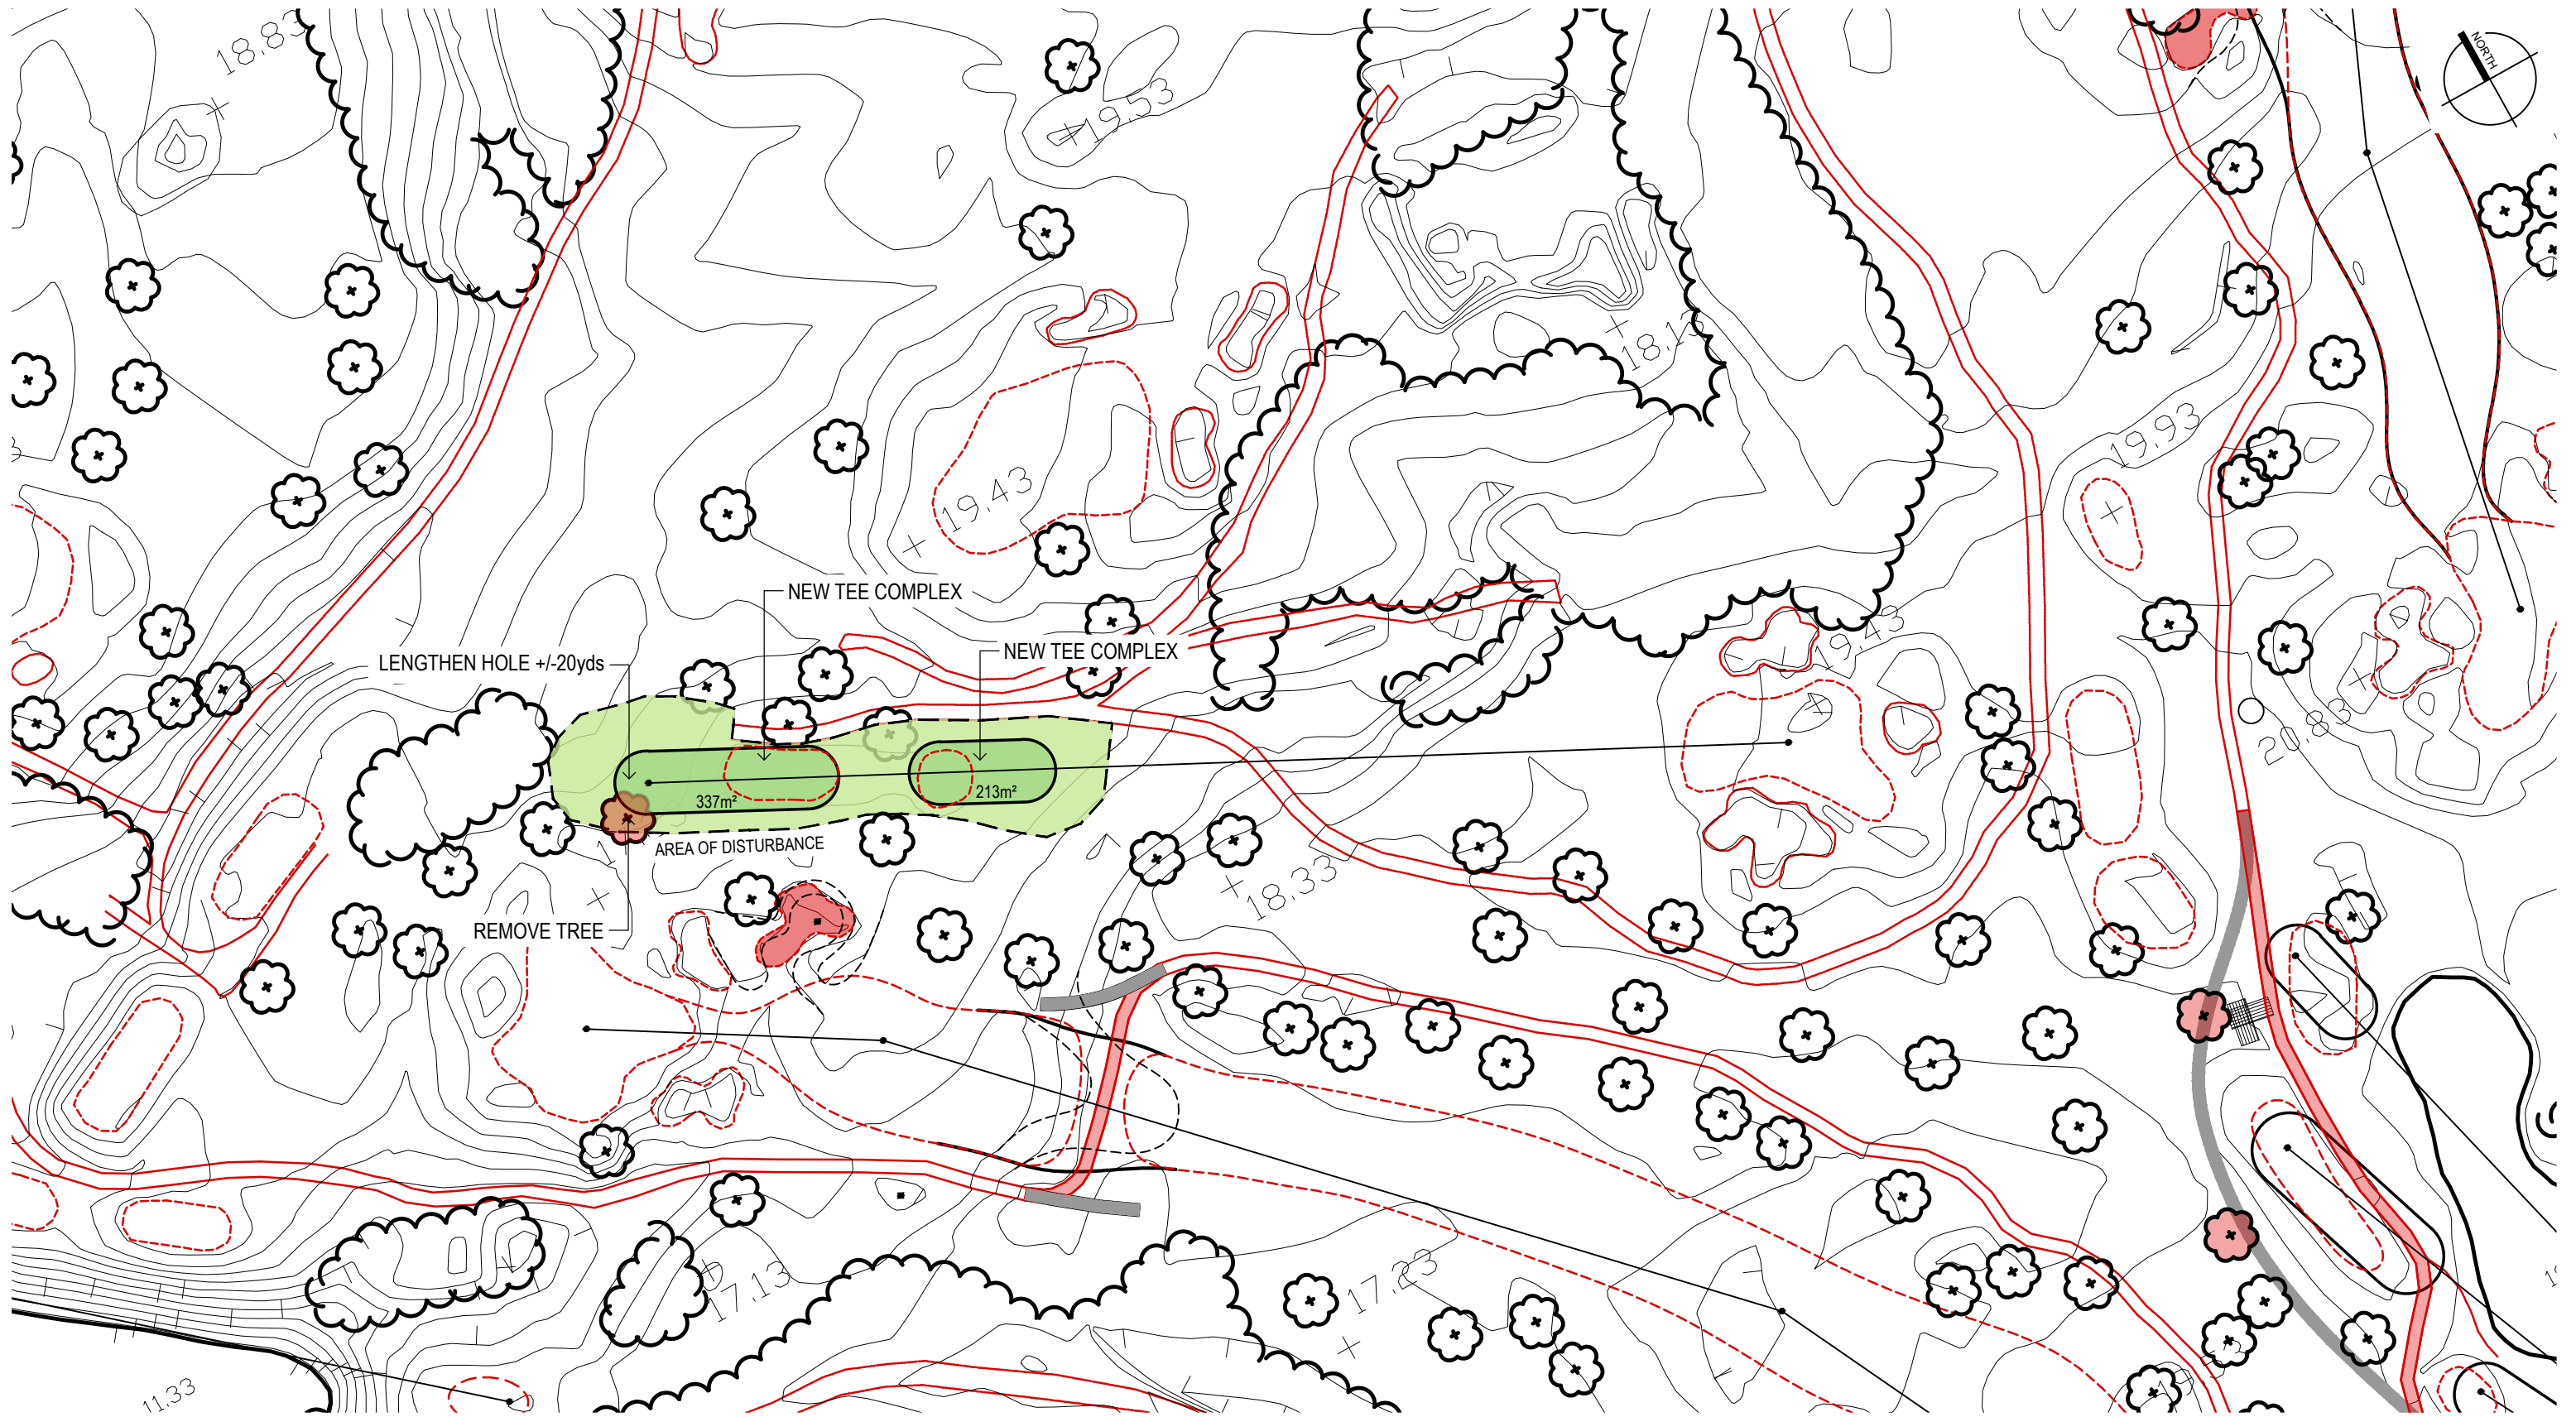 18.83
NORTH
19.53
18.13
19.93
19.43
NEW TEE COMPLEX
NEW TEE COMPLEX
LENGTHEN HOLE +/-20yds
19.43
20.83
337m²
213m²
AREA OF DISTURBANCE
18.33
REMOVE TREE
17.13
17.23
11.33